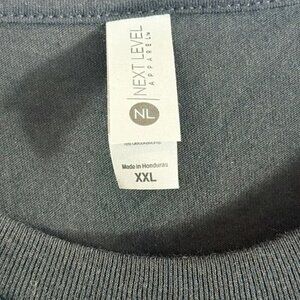 NEXT LEVEL
APPAREL
NL
Made in Honduras
XXL